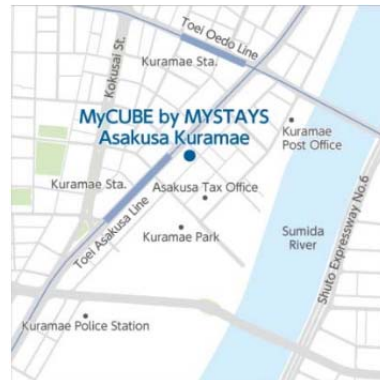 Toei Oedo Line
Kuramae Sta.
Kokusai St.
MyCUBE by MYSTAYS
Asakusa Kuramae
Kuramae
Post Office
Kuramae Sta.
Asakusa Tax Office
Toei Asakusa Line
Kuramae Park
Sumida
River
Shuto Expressway No.6
Kuramae Police Station